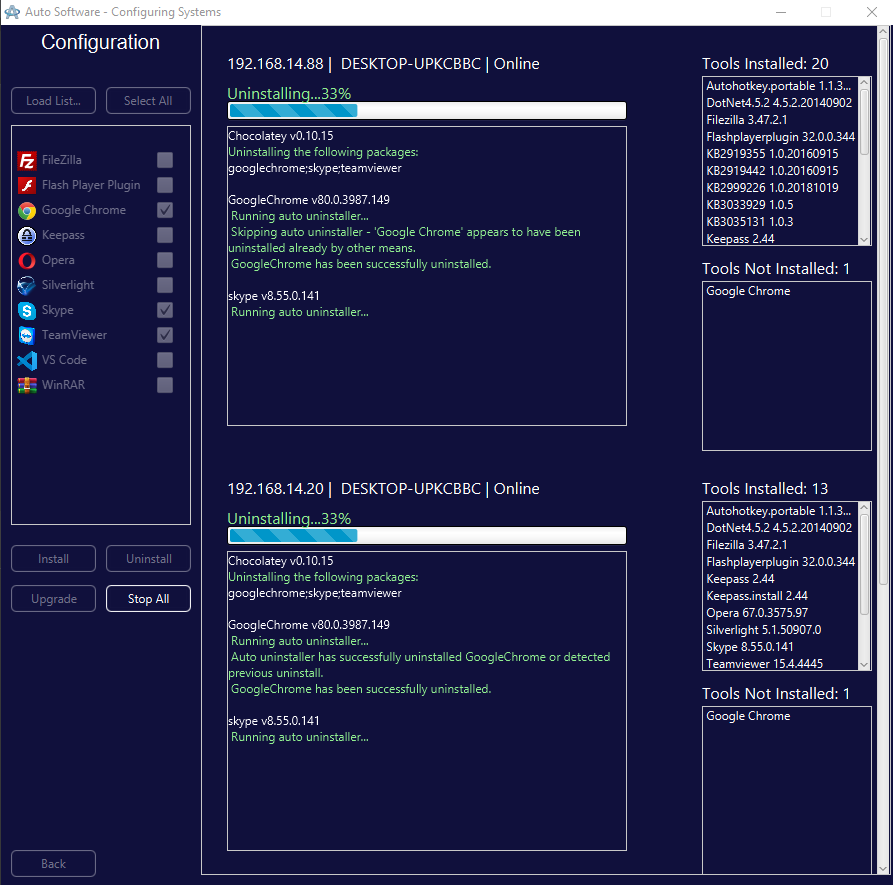 Auto Software - Configuring Systems
Configuration
Load List...
Select All
FileZilla
Flash Player Plugin
Google Chrome
Keepass
Opera
Silverlight
Skype
TeamViewer
VS Code
WinRAR
Install
Uninstall
Upgrade
Stop All
Back
192.168.14.88 | DESKTOP-UPKCBBC | Online
Uninstalling...33%
Chocolatey v0.10.15
Uninstalling the following packages:
googlechrome;skype;teamviewer
GoogleChrome v80.0.3987.149
Running auto uninstaller...
Skipping auto uninstaller - 'Google Chrome' appears to have been
uninstalled already by other means.
GoogleChrome has been successfully uninstalled.
skype v8.55.0.141
Running auto uninstaller...
Tools Installed: 20
Autohotkey.portable 1.1.3...
DotNet4.5.2 4.5.2.20140902
Filezilla 3.47.2.1
Flashplayerplugin 32.0.0.344
KB2919355 1.0.20160915
KB2919442 1.0.20160915
KB2999226 1.0.20181019
KB3033929 1.0.5
KB3035131 1.0.3
Keepass 2.44
Tools Not Installed: 1
Google Chrome
192.168.14.20 | DESKTOP-UPKCBBC | Online
Uninstalling...33%
Chocolatey v0.10.15
Uninstalling the following packages:
googlechrome;skype;teamviewer
GoogleChrome v80.0.3987.149
Running auto uninstaller...
Auto uninstaller has successfully uninstalled GoogleChrome or detected
previous uninstall.
GoogleChrome has been successfully uninstalled.
skype v8.55.0.141
Running auto uninstaller...
Tools Installed: 13
Autohotkey.portable 1.1.3...
DotNet4.5.2 4.5.2.20140902
Filezilla 3.47.2.1
Flashplayerplugin 32.0.0.344
Keepass 2.44
Keepass.install 2.44
Opera 67.0.3575.97
Silverlight 5.1.50907.0
Skype 8.55.0.141
Teamviewer 15.4.4445
Tools Not Installed: 1
Google Chrome